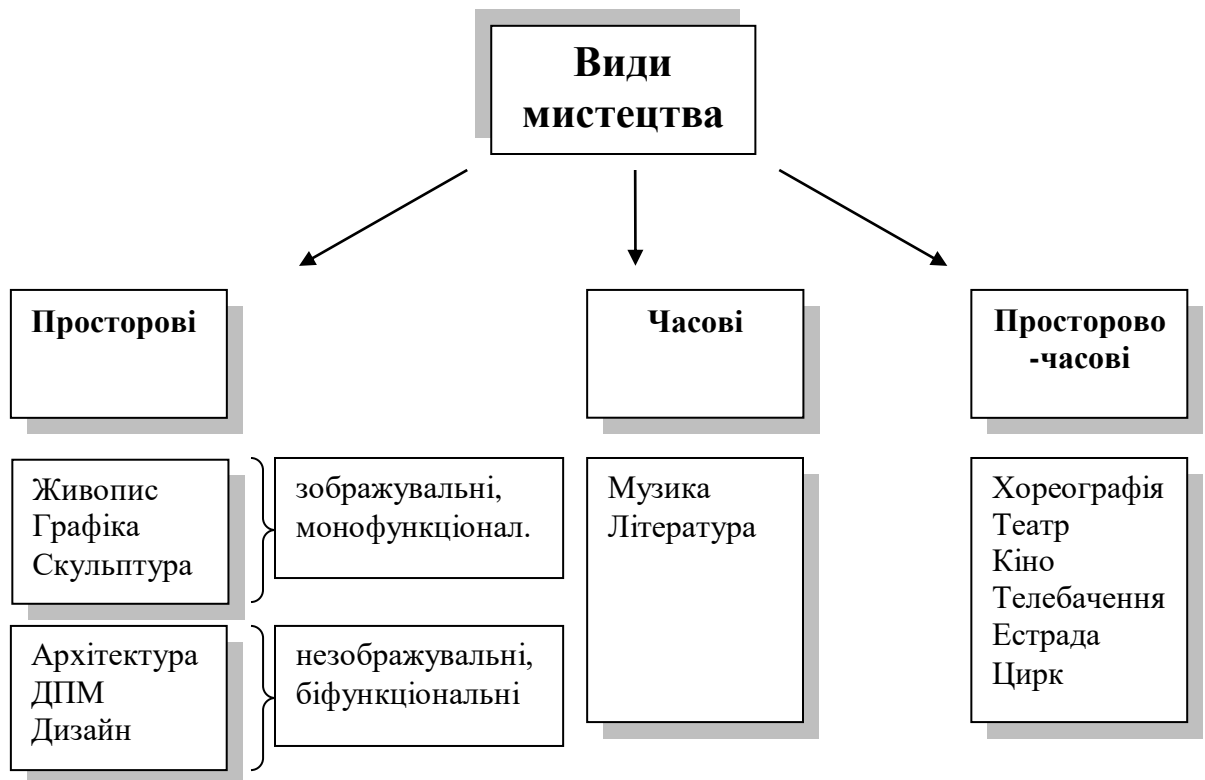 Види
мистецтва
Просторові
Часові
Просторово
-часові
Живопис
Графіка
Скульптура
зображувальні,
монофункціонал.
Архітектура
ДПМ
Дизайн
незображувальні,
біфункціональні
Музика
Література
Хореографія
Театр
Кіно
Телебачення
Естрада
Цирк